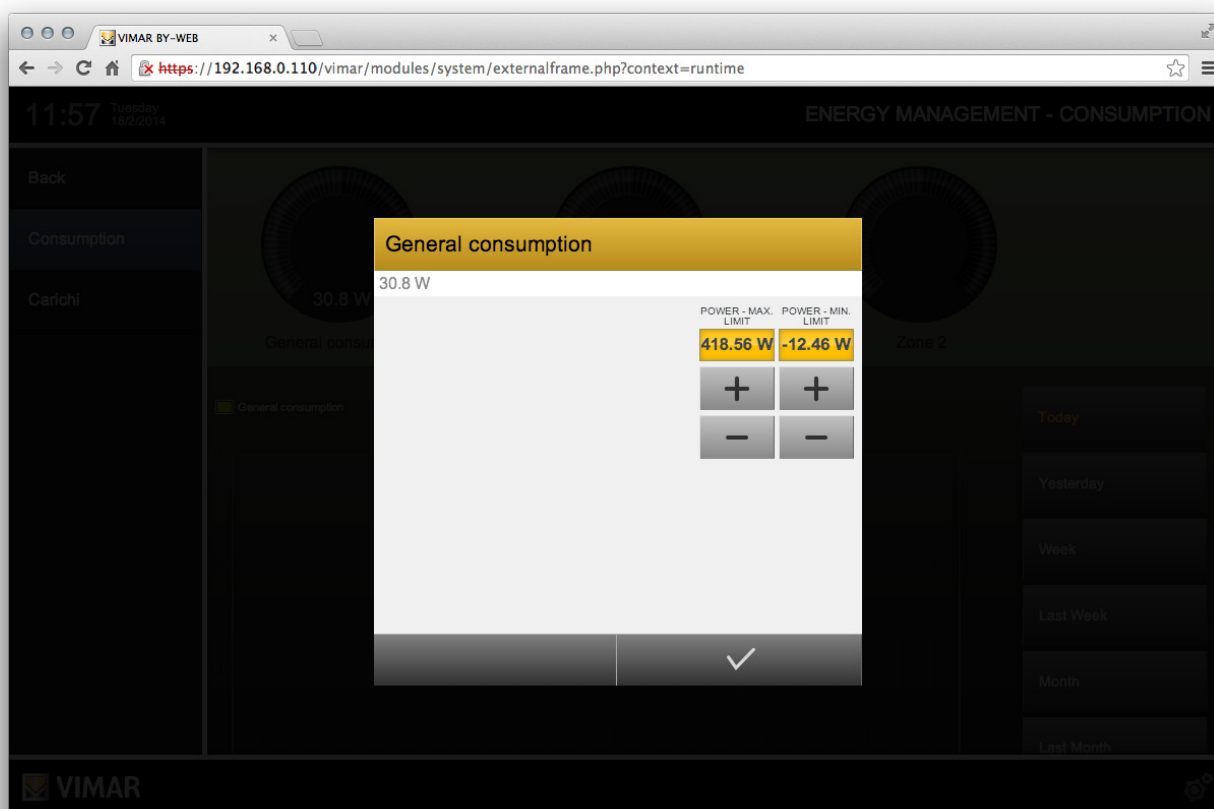 VIMAR BY-WEB
https://192.168.0.110/vimar/modules/system/externalframe.php?context=runtime
11:57 Tuesday
18/2/2014
ENERGY MANAGEMENT - CONSUMPTION
Back
Consumption
Carichi
30.8 W
General consu
Zone 2
General consumption
General consumption
30.8 W
POWER - MAX. LIMIT
POWER - MIN. LIMIT
418.56 W
-12.46 W
Today
Yesterday
Week
Last Week
Month
Last Month
VIMAR